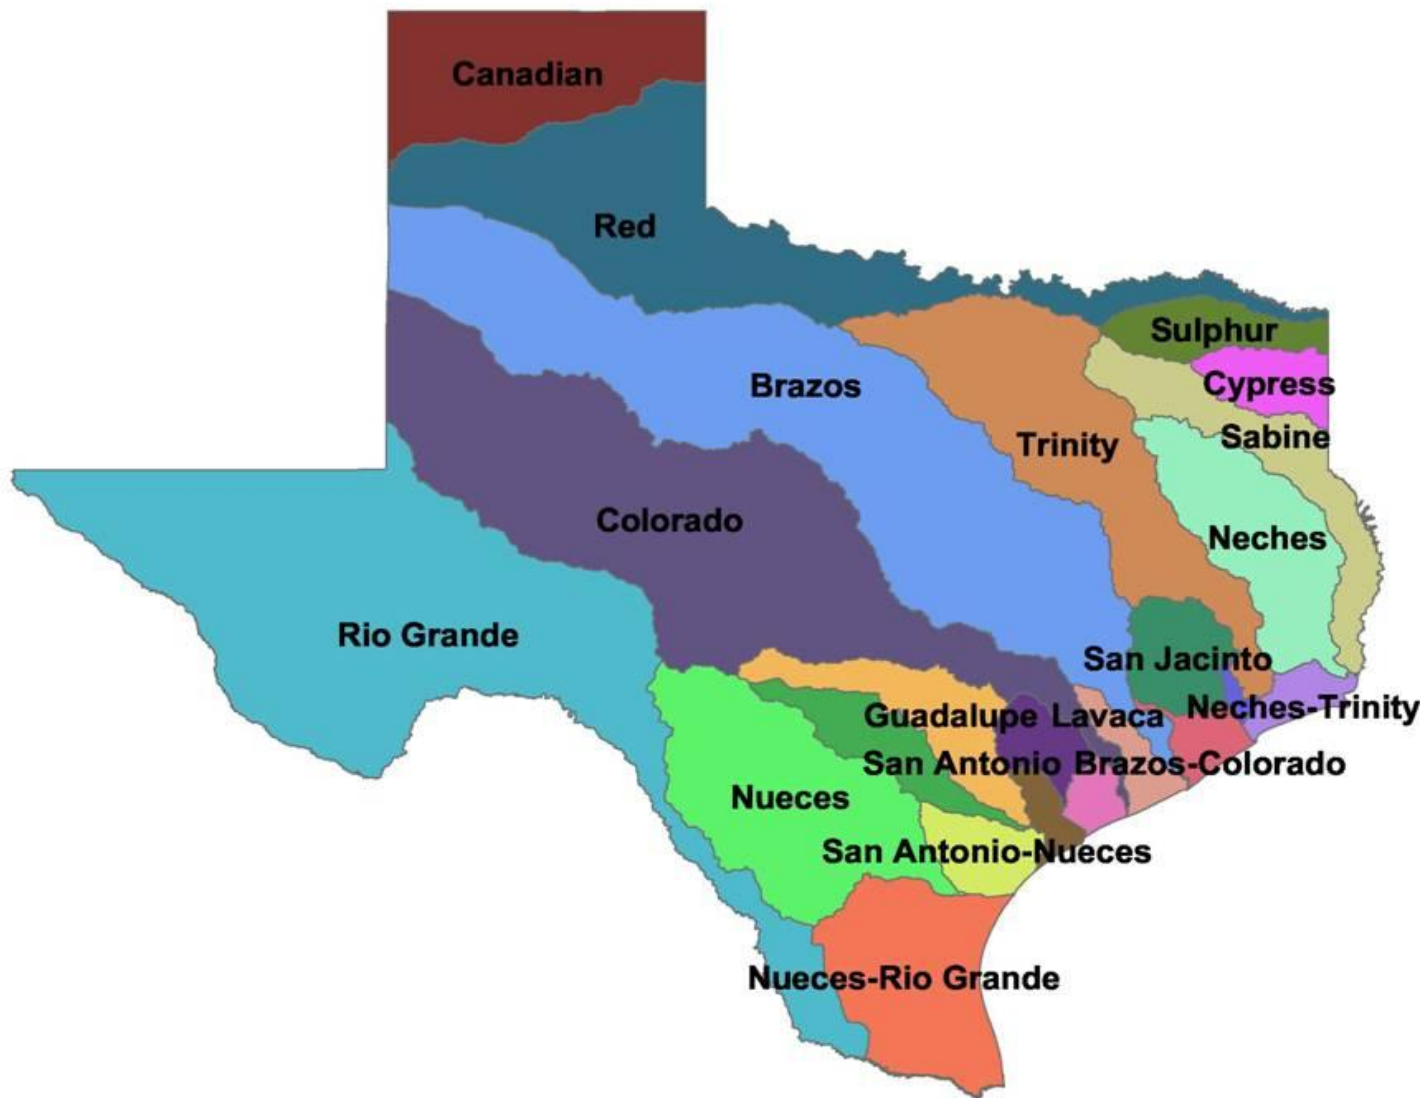 Canadian
Red
Sulphur
Cypress
Brazos
Sabine
Trinity
Colorado
Neches
Rio Grande
San Jacinto
Neches-Trinity
Guadalupe
Lavaca
San Antonio
Brazos-Colorado
Nueces
San Antonio-Nueces
Nueces-Rio Grande